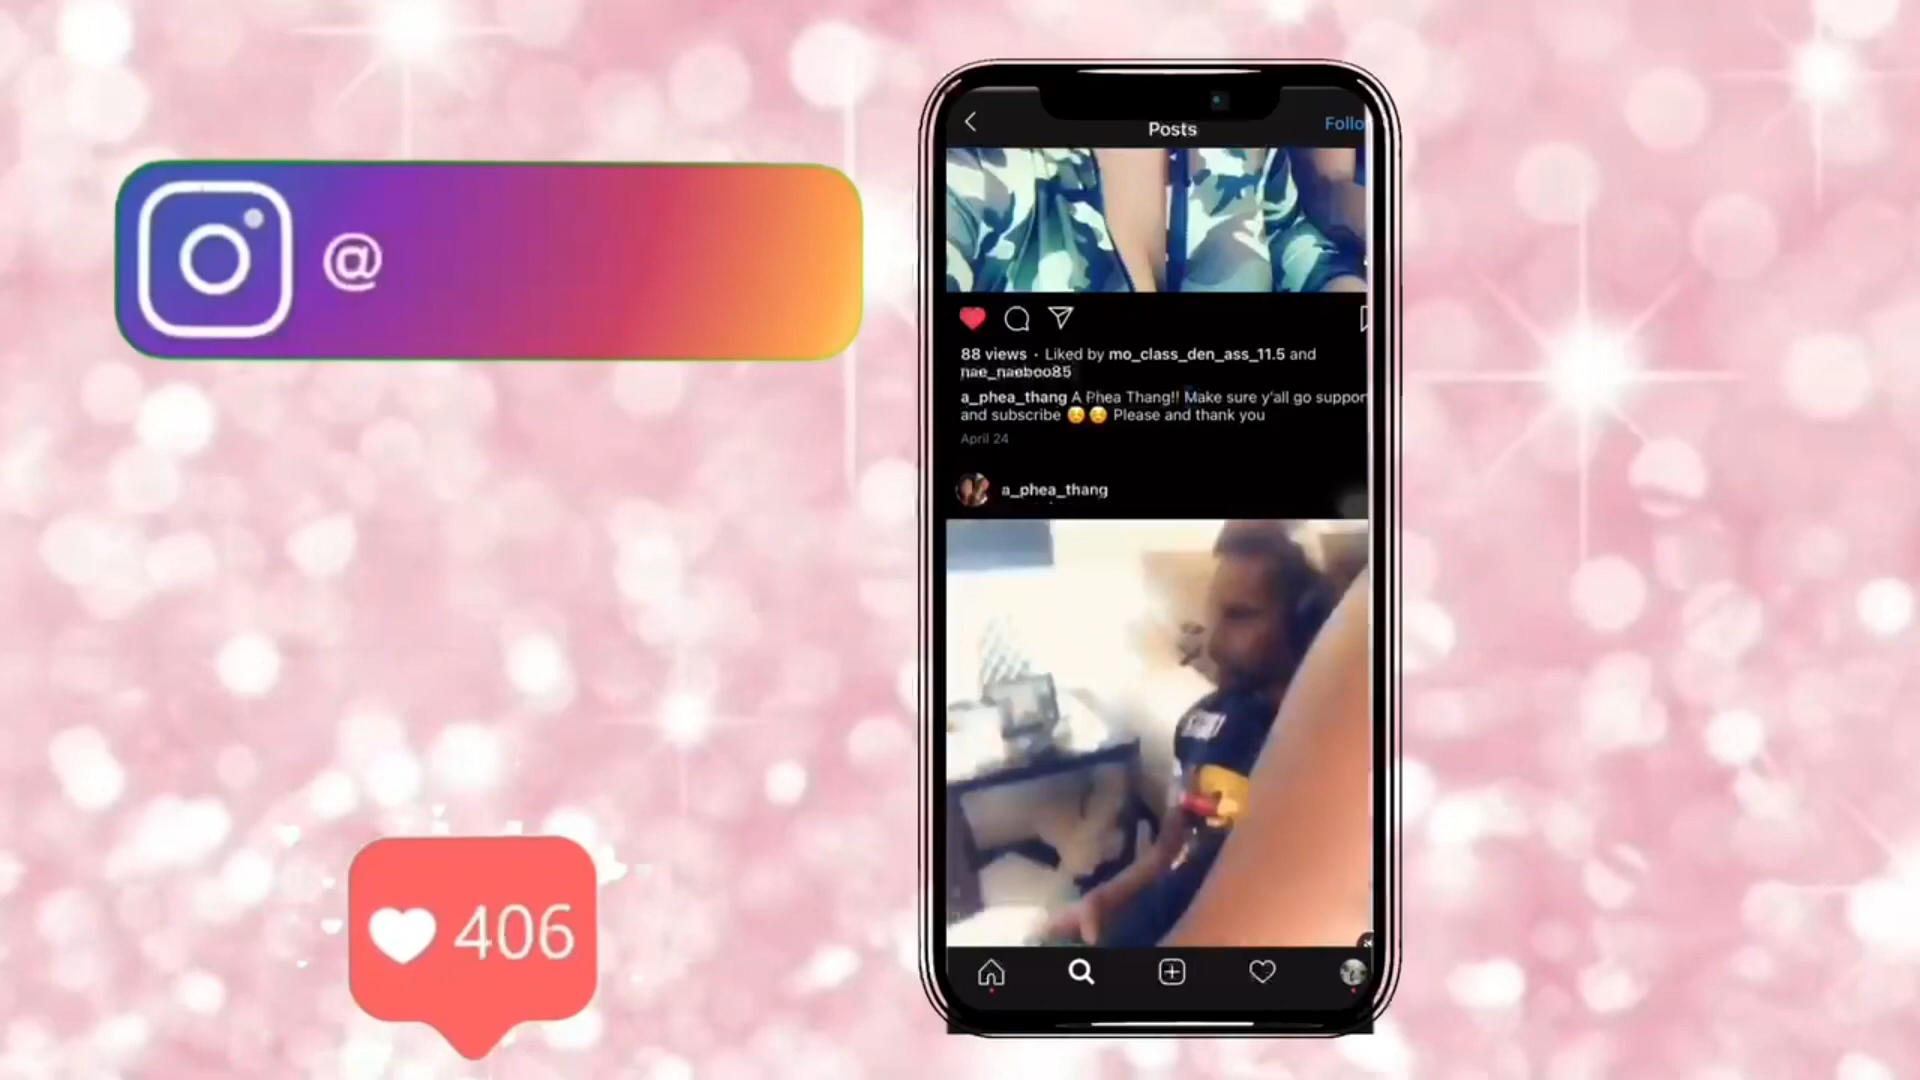 @
Posts
Follo
88 views · Liked by mo_class_den_ass_11.5 and
nae_naeboo85
a_phea_thang A Phea Thang!! Make sure y'all go suppor
and subscribe ☺️☺️ Please and thank you
April 24
a_phea_thang
406